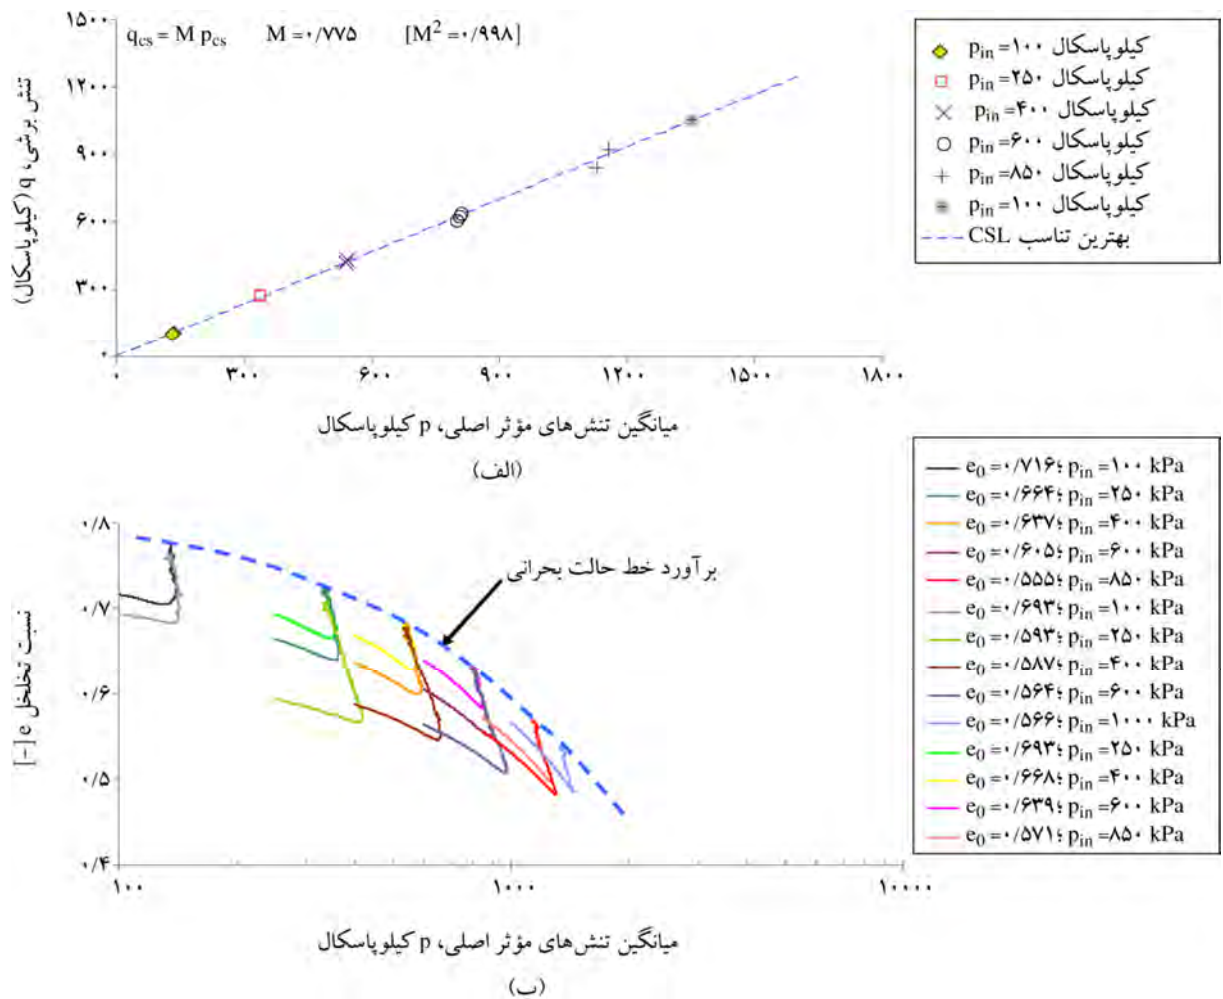 q_cs = M p_cs M =۰/۷۷۵ [M² =۰/۹۹۸]
تنش برشی، q (کیلوپاسکال)
۱۵۰۰
۱۲۰۰
۹۰۰
۶۰۰
۳۰۰
۰
۰ ۳۰۰ ۶۰۰ ۹۰۰ ۱۲۰۰ ۱۵۰۰ ۱۸۰۰
میانگین تنش‌های مؤثر اصلی، p کیلوپاسکال
(الف)
p_in =۱۰۰ کیلوپاسکال
p_in =۲۵۰ کیلوپاسکال
p_in =۴۰۰ کیلوپاسکال
p_in =۶۰۰ کیلوپاسکال
p_in =۸۵۰ کیلوپاسکال
p_in =۱۰۰ کیلوپاسکال
بهترین تناسب CSL
نسبت تخلخل e [-]
۰/۸
۰/۷
۰/۶
۰/۵
۰/۴
برآورد خط حالت بحرانی
۱۰۰ ۱۰۰۰ ۱۰۰۰۰
میانگین تنش‌های مؤثر اصلی، p کیلوپاسکال
(ب)
e₀ =۰/۷۱۶؛ p_in =۱۰۰ kPa
e₀ =۰/۶۶۴؛ p_in =۲۵۰ kPa
e₀ =۰/۶۳۷؛ p_in =۴۰۰ kPa
e₀ =۰/۶۰۵؛ p_in =۶۰۰ kPa
e₀ =۰/۵۵۵؛ p_in =۸۵۰ kPa
e₀ =۰/۶۹۳؛ p_in =۱۰۰ kPa
e₀ =۰/۵۹۳؛ p_in =۲۵۰ kPa
e₀ =۰/۵۸۷؛ p_in =۴۰۰ kPa
e₀ =۰/۵۶۴؛ p_in =۶۰۰ kPa
e₀ =۰/۵۶۶؛ p_in =۱۰۰۰ kPa
e₀ =۰/۶۹۳؛ p_in =۲۵۰ kPa
e₀ =۰/۶۶۸؛ p_in =۴۰۰ kPa
e₀ =۰/۶۳۹؛ p_in =۶۰۰ kPa
e₀ =۰/۵۷۱؛ p_in =۸۵۰ kPa